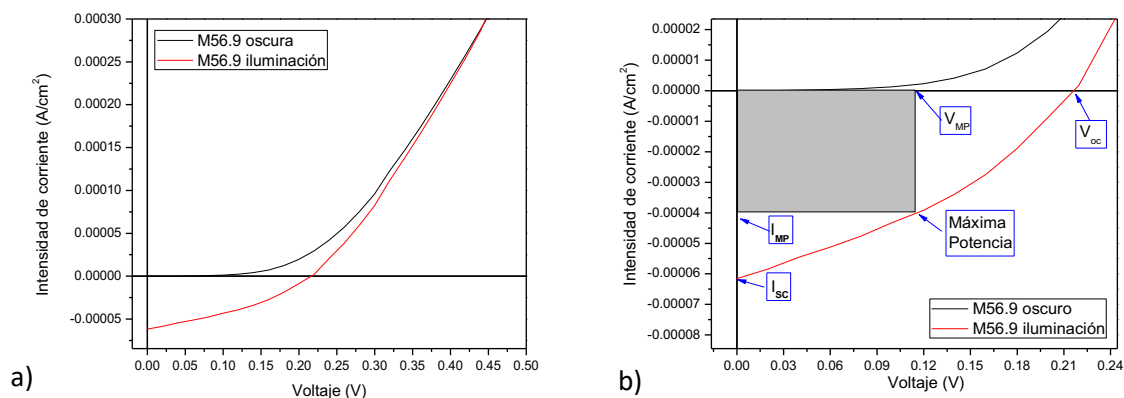 0.00030
0.00025
0.00020
0.00015
0.00010
0.00005
0.00000
-0.00005
Intensidad de corriente (A/cm²)
M56.9 oscura
M56.9 iluminación
0.00 0.05 0.10 0.15 0.20 0.25 0.30 0.35 0.40 0.45 0.50
Voltaje (V)
a)
0.00002
0.00001
0.00000
-0.00001
-0.00002
-0.00003
-0.00004
-0.00005
-0.00006
-0.00007
-0.00008
Intensidad de corriente (A/cm²)
V_MP
V_oc
I_MP
Máxima
Potencia
I_SC
M56.9 oscuro
M56.9 iluminación
0.00 0.03 0.06 0.09 0.12 0.15 0.18 0.21 0.24
Voltaje (V)
b)